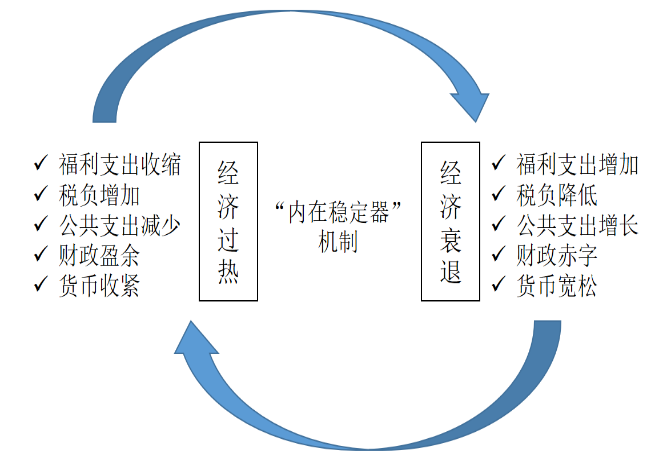 福利支出收缩
税负增加
公共支出减少
财政盈余
货币收紧
经济过热
“内在稳定器”
机制
经济衰退
福利支出增加
税负降低
公共支出增长
财政赤字
货币宽松